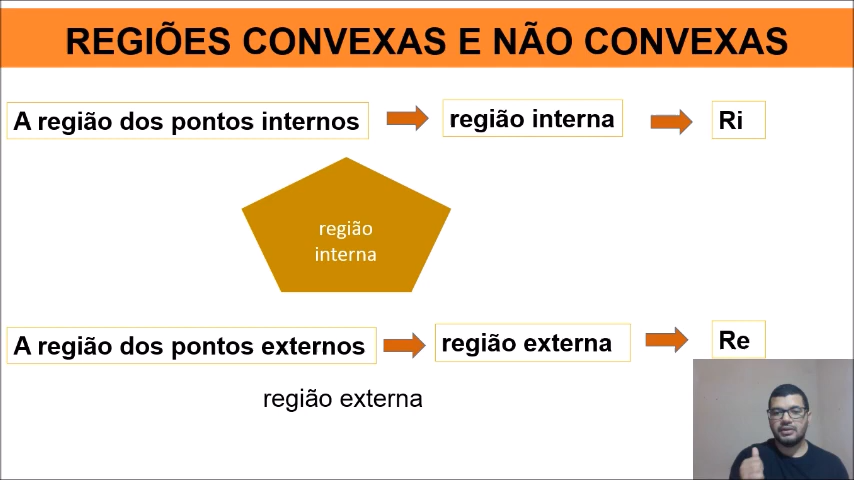 REGIÕES CONVEXAS E NÃO CONVEXAS
A região dos pontos internos
região interna
Ri
região
interna
A região dos pontos externos
região externa
Re
região externa